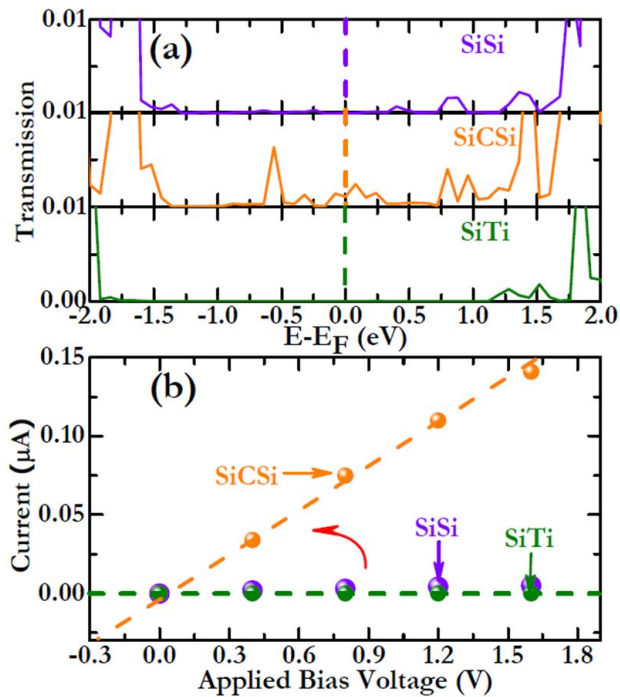 0.01
(a)
SiSi
0.01
SiCSi
Transmission
0.01
SiTi
0.00
-2.0 -1.5 -1.0 -0.5 0.0 0.5 1.0 1.5 2.0
E-EF (eV)
0.15
(b)
0.10
SiCSi
Current (μA)
0.05
SiSi
SiTi
0.00
-0.3 0.0 0.3 0.6 0.9 1.2 1.5 1.8
Applied Bias Voltage (V)